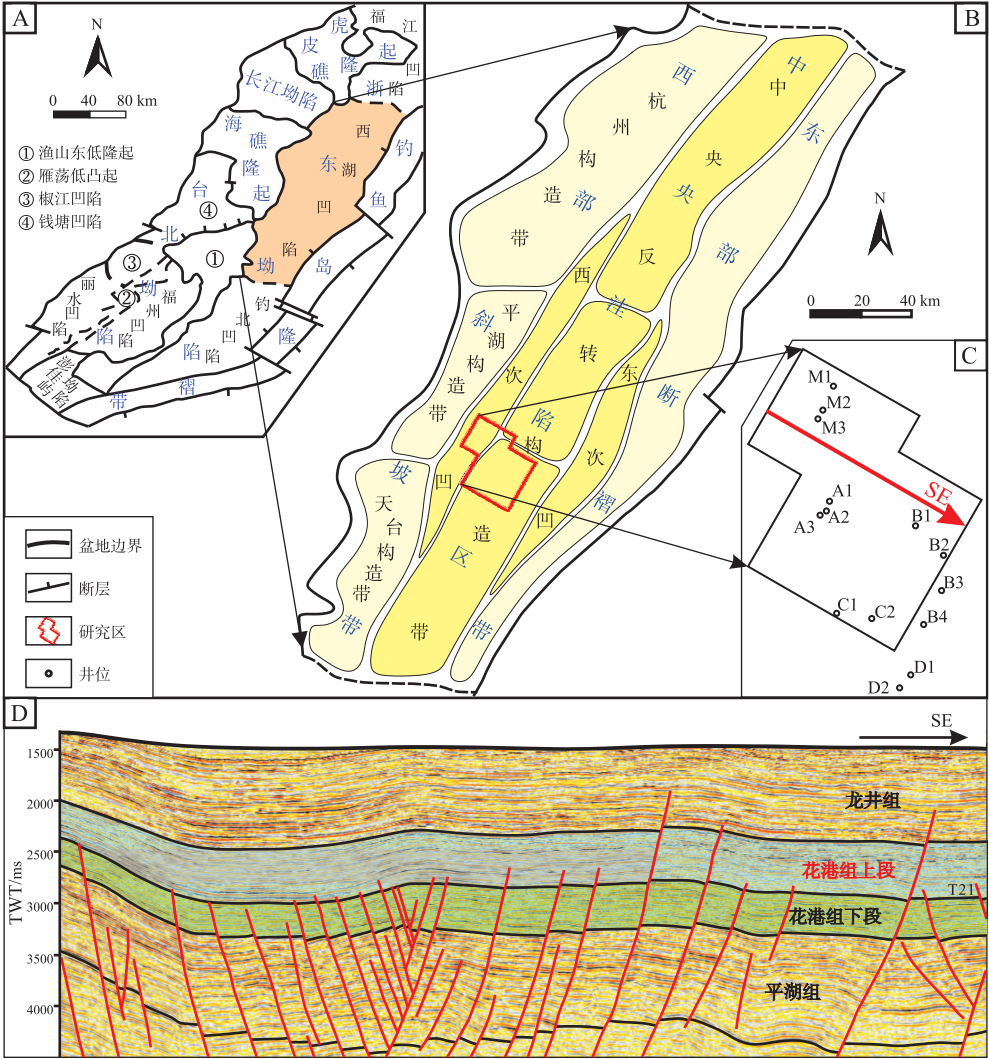 A
N
0 40 80 km
①渔山东低隆起
②雁荡低凸起
③椒江凹陷
④钱塘凹陷
虎皮礁隆起
福江凹陷
长江坳陷
海礁隆起
浙东坳陷
西湖凹陷
钓鱼岛隆褶带
台北坳陷
④
①
③
②
丽水凹陷
福州凹陷
钓北凹陷
澎佳屿坳陷
盆地边界
断层
研究区
井位
B
N
0 20 40 km
西部斜坡带
杭州构造带
平湖构造带
天台构造带
中央洼陷区
中央反转构造带
西次凹
东次凹
东部断褶带
C
M1
M2
M3
SE
A1
A2
A3
B1
B2
B3
B4
C1
C2
D1
D2
D
SE
TWT/ms
1500
2000
2500
3000
3500
4000
龙井组
花港组上段
T21
花港组下段
平湖组